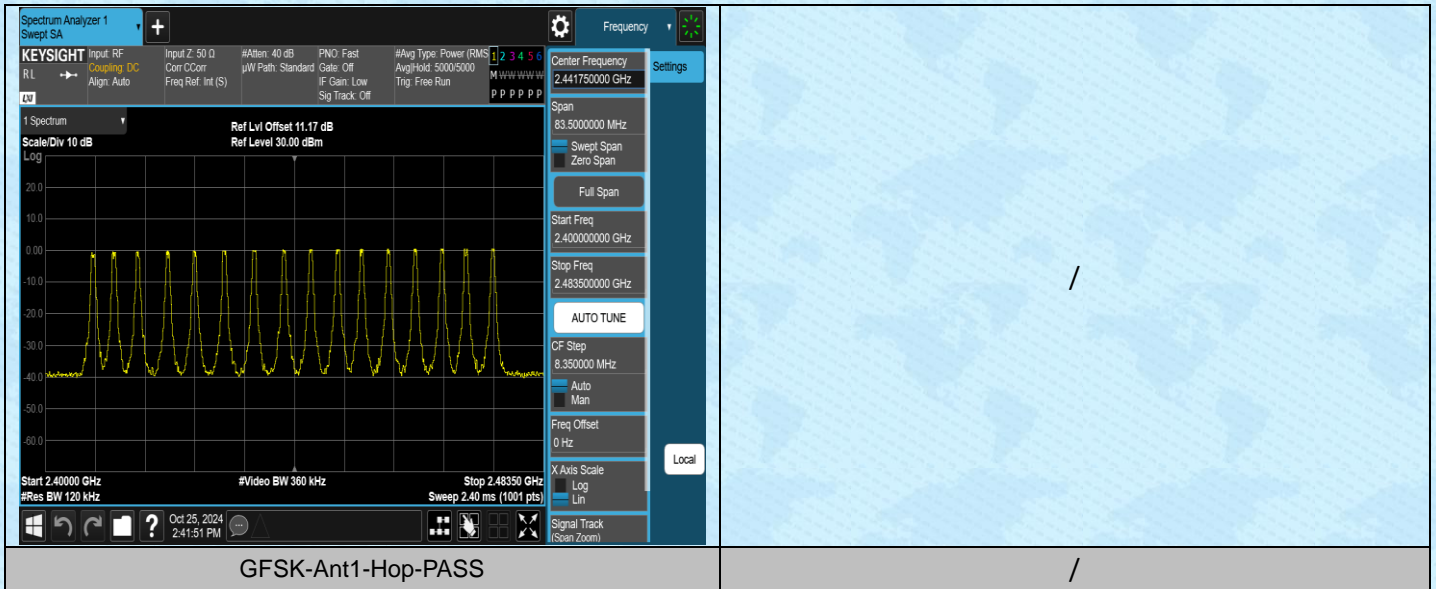 Spectrum Analyzer 1
Swept SA
+
Frequency
KEYSIGHT
Input: RF
Coupling: DC
Align: Auto
Input Z: 50 Ω
Corr CCorr
Freq Ref: Int (S)
#Atten: 40 dB
µW Path: Standard
PNO: Fast
Gate: Off
IF Gain: Low
Sig Track: Off
#Avg Type: Power (RMS
Avg|Hold: 5000/5000
Trig: Free Run
1 2 3 4 5 6
M W W W W W
P P P P P P
RL
LXI
1 Spectrum
Scale/Div 10 dB
Log
Ref Lvl Offset 11.17 dB
Ref Level 30.00 dBm
20.0
10.0
0.00
-10.0
-20.0
-30.0
-40.0
-50.0
-60.0
Start 2.40000 GHz
#Res BW 120 kHz
#Video BW 360 kHz
Stop 2.48350 GHz
Sweep 2.40 ms (1001 pts)
?
Oct 25, 2024
2:41:51 PM
Center Frequency
2.441750000 GHz
Settings
Span
83.5000000 MHz
Swept Span
Zero Span
Full Span
Start Freq
2.400000000 GHz
Stop Freq
2.483500000 GHz
AUTO TUNE
CF Step
8.350000 MHz
Auto
Man
Freq Offset
0 Hz
X Axis Scale
Log
Lin
Local
Signal Track
(Span Zoom)
/
GFSK-Ant1-Hop-PASS
/